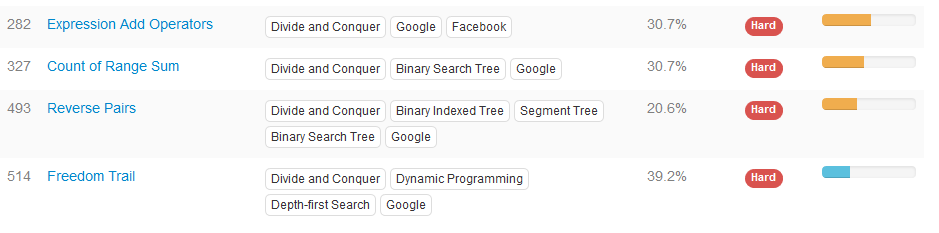 282 Expression Add Operators Divide and Conquer Google Facebook 30.7% Hard
327 Count of Range Sum Divide and Conquer Binary Search Tree Google 30.7% Hard
493 Reverse Pairs Divide and Conquer Binary Indexed Tree Segment Tree 20.6% Hard
Binary Search Tree Google
514 Freedom Trail Divide and Conquer Dynamic Programming 39.2% Hard
Depth-first Search Google